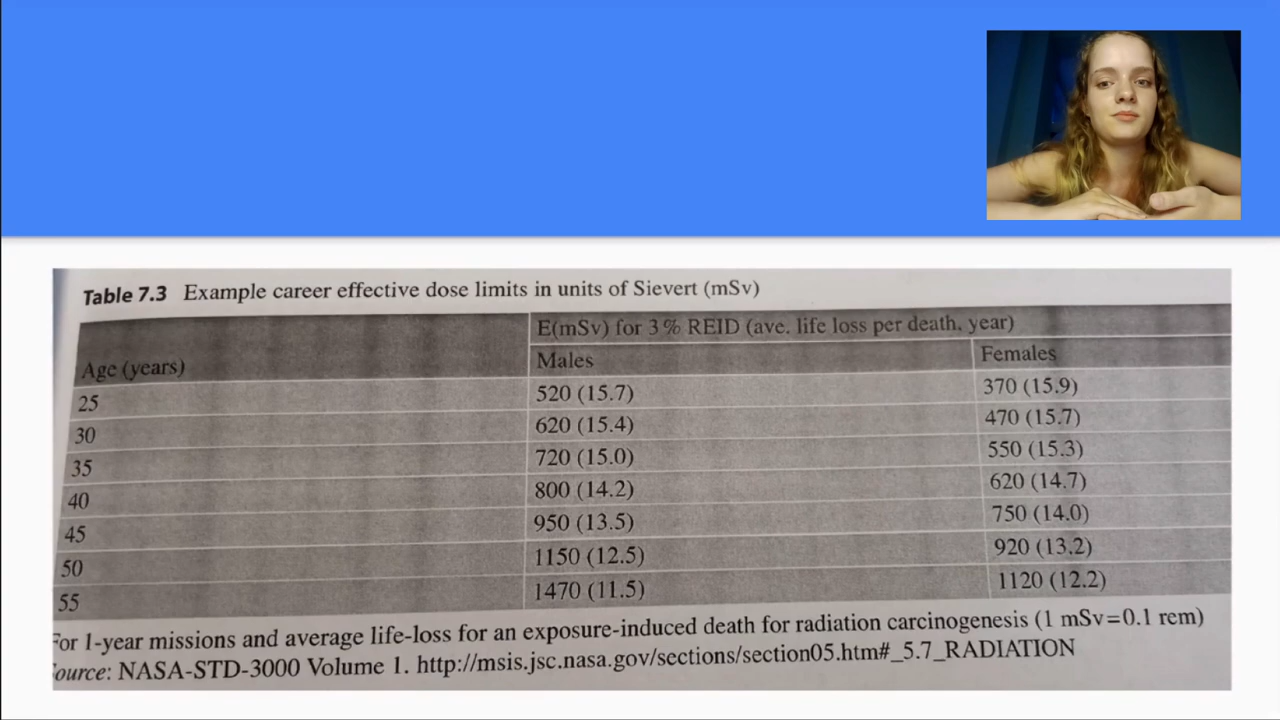 Table 7.3 Example career effective dose limits in units of Sievert (mSv)
E(mSv) for 3 % REID (ave. life loss per death, year)
Age (years) Males Females
25 520 (15.7) 370 (15.9)
30 620 (15.4) 470 (15.7)
35 720 (15.0) 550 (15.3)
40 800 (14.2) 620 (14.7)
45 950 (13.5) 750 (14.0)
50 1150 (12.5) 920 (13.2)
55 1470 (11.5) 1120 (12.2)
For 1-year missions and average life-loss for an exposure-induced death for radiation carcinogenesis (1 mSv=0.1 rem)
ource: NASA-STD-3000 Volume 1. http://msis.jsc.nasa.gov/sections/section05.htm#_5.7_RADIATION